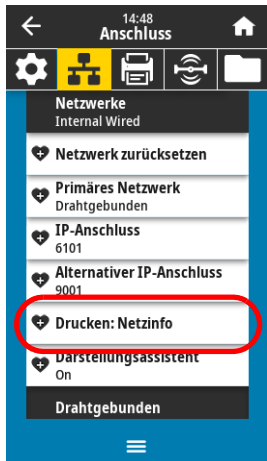 14:48
Anschluss
Netzwerke
Internal Wired
Netzwerk zurücksetzen
Primäres Netzwerk
Drahtgebunden
IP-Anschluss
6101
Alternativer IP-Anschluss
9001
Drucken: Netzinfo
Darstellungsassistent
On
Drahtgebunden